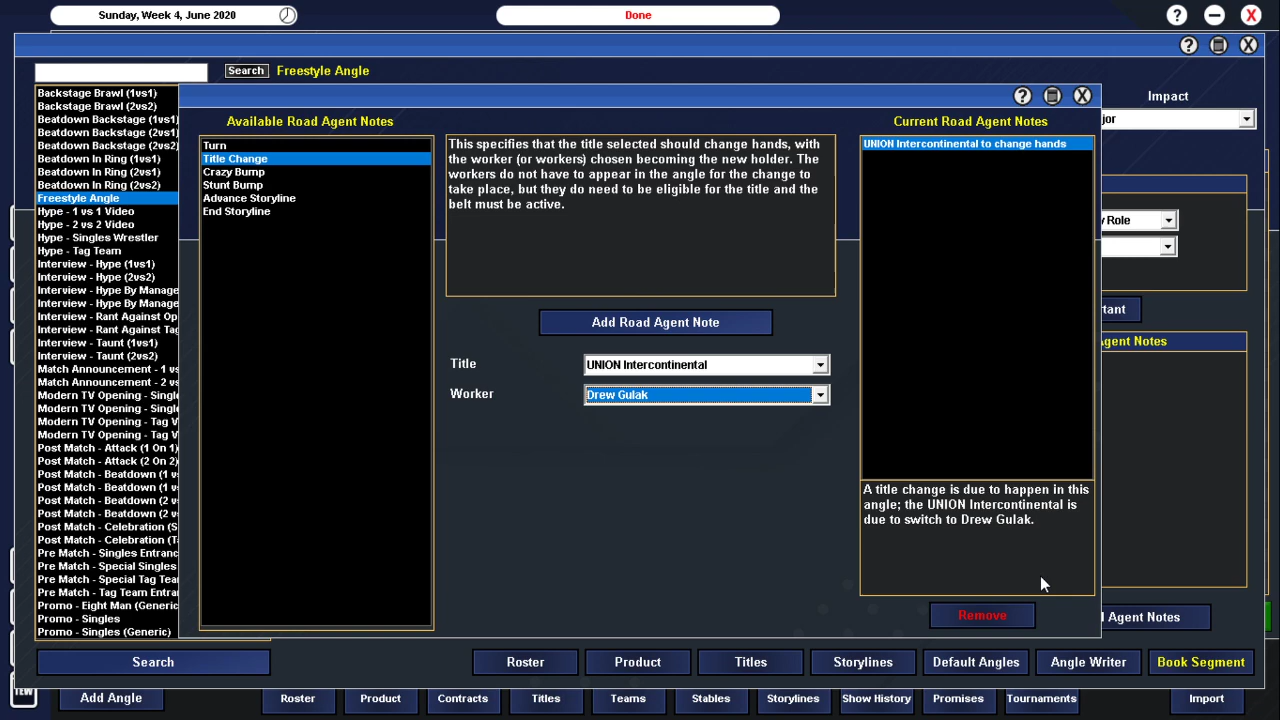 Sunday, Week 4, June 2020
Done
?
X
?
X
Search
Freestyle Angle
Impact
? X
Backstage Brawl (1vs1)
Backstage Brawl (2vs2)
Beatdown Backstage (1vs1)
Beatdown Backstage (2vs1)
Beatdown Backstage (2vs2)
Beatdown In Ring (1vs1)
Beatdown In Ring (2vs1)
Beatdown In Ring (2vs2)
Freestyle Angle
Hype - 1 vs 1 Video
Hype - 2 vs 2 Video
Hype - Singles Wrestler
Hype - Tag Team
Interview - Hype (1vs1)
Interview - Hype (2vs2)
Interview - Hype By Manage
Interview - Hype By Manage
Interview - Rant Against Op
Interview - Rant Against Tag
Interview - Taunt (1vs1)
Interview - Taunt (2vs2)
Match Announcement - 1 vs
Match Announcement - 2 vs
Modern TV Opening - Singl
Modern TV Opening - Singl
Modern TV Opening - Tag V
Modern TV Opening - Tag V
Post Match - Attack (1 On 1)
Post Match - Attack (2 On 2)
Post Match - Beatdown (1 v
Post Match - Beatdown (1 v
Post Match - Beatdown (2 v
Post Match - Beatdown (2 v
Post Match - Celebration (S
Post Match - Celebration (T
Pre Match - Singles Entranc
Pre Match - Special Singles
Pre Match - Special Tag Tea
Pre Match - Tag Team Entra
Promo - Eight Man (Generic
Promo - Singles
Promo - Singles (Generic)
Available Road Agent Notes
Turn
Title Change
Crazy Bump
Stunt Bump
Advance Storyline
End Storyline
This specifies that the title selected should change hands, with
the worker (or workers) chosen becoming the new holder. The
workers do not have to appear in the angle for the change to
take place, but they do need to be eligible for the title and the
belt must be active.
Add Road Agent Note
Title
UNION Intercontinental
Worker
Drew Gulak
Current Road Agent Notes
UNION Intercontinental to change hands
A title change is due to happen in this
angle; the UNION Intercontinental is
due to switch to Drew Gulak.
Remove
jor
y Role
rtant
Agent Notes
l Agent Notes
Search
Roster
Product
Titles
Storylines
Default Angles
Angle Writer
Book Segment
TEW
Add Angle
Roster
Product
Contracts
Titles
Teams
Stables
Storylines
Show History
Promises
Tournaments
Import